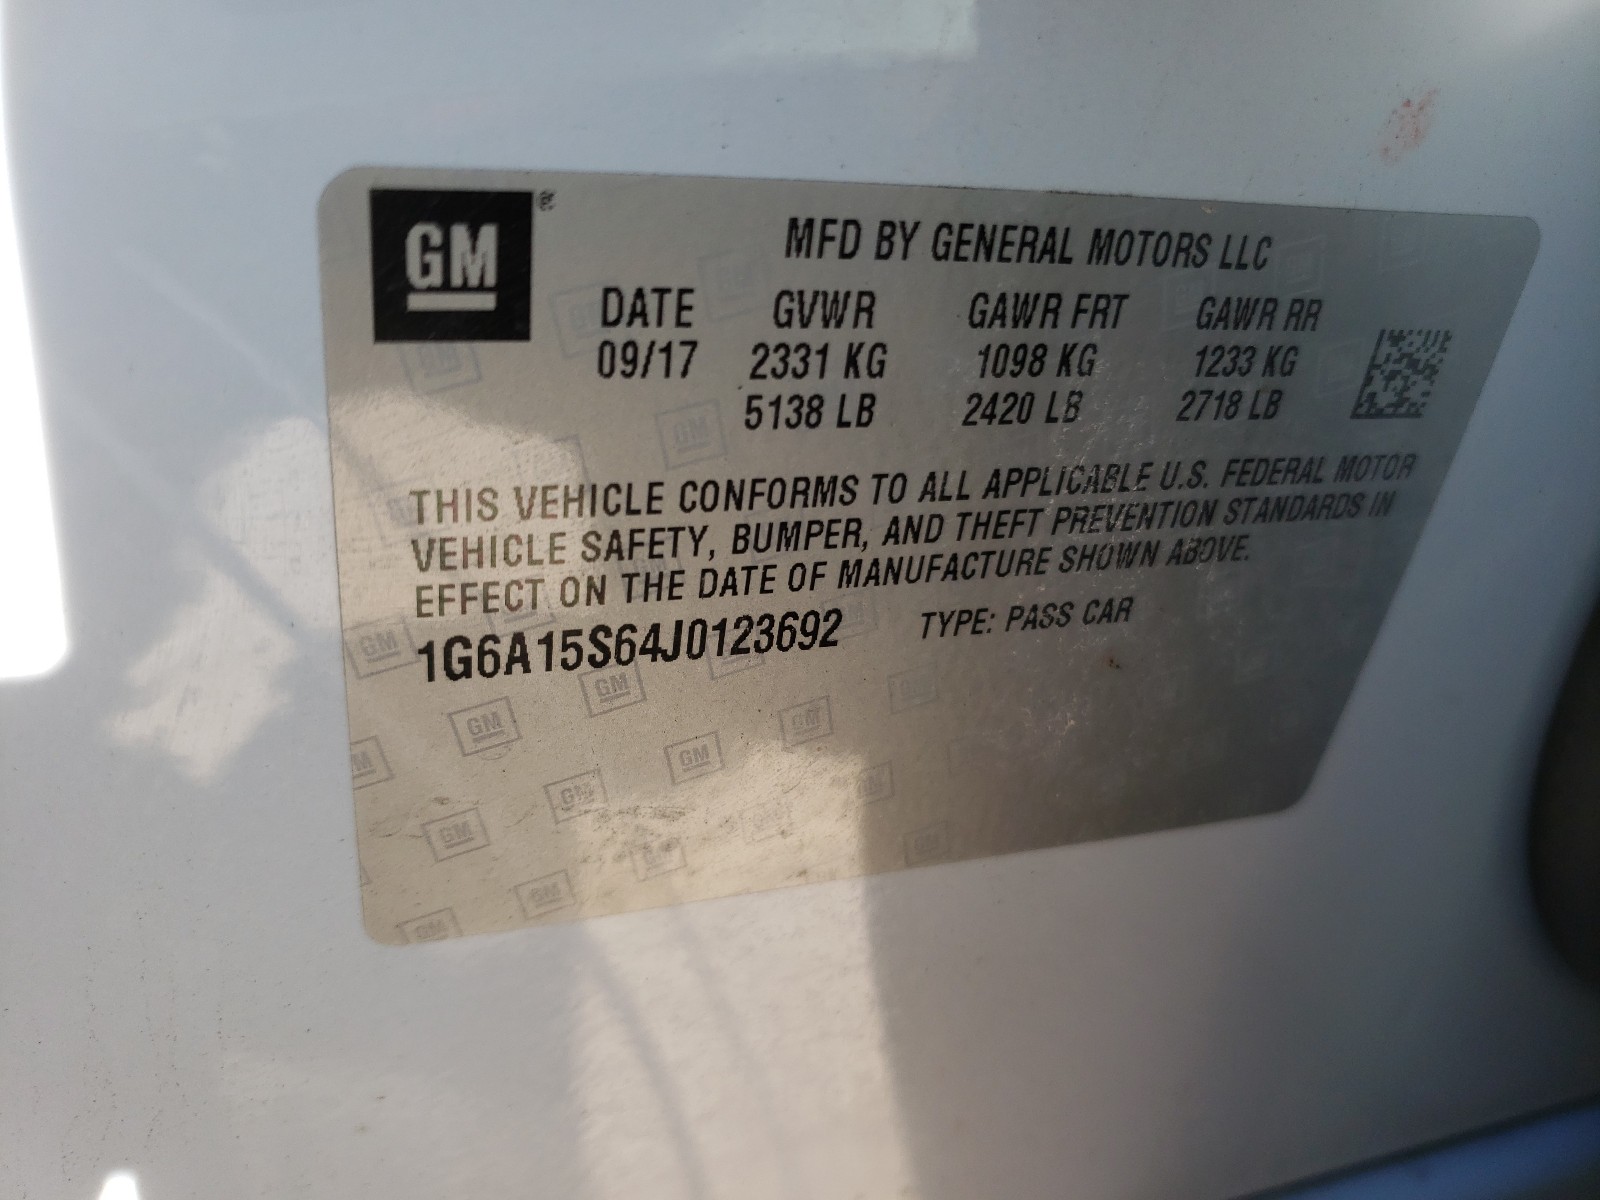 GM®
MFD BY GENERAL MOTORS LLC
DATE GVWR GAWR FRT GAWR RR
09/17 2331 KG 1098 KG 1233 KG
5138 LB 2420 LB 2718 LB
THIS VEHICLE CONFORMS TO ALL APPLICABLE U.S. FEDERAL MOTOR
VEHICLE SAFETY, BUMPER, AND THEFT PREVENTION STANDARDS IN
EFFECT ON THE DATE OF MANUFACTURE SHOWN ABOVE.
1G6A15S64J0123692 TYPE: PASS CAR